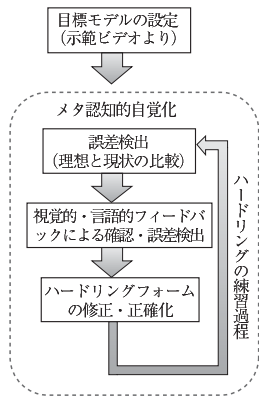 目標モデルの設定
(示範ビデオより)
メタ認知的自覚化
誤差検出
(理想と現状の比較)
視覚的・言語的フィードバ
ックによる確認・誤差検出
ハードリングフォーム
の修正・正確化
ハードリングの練習過程